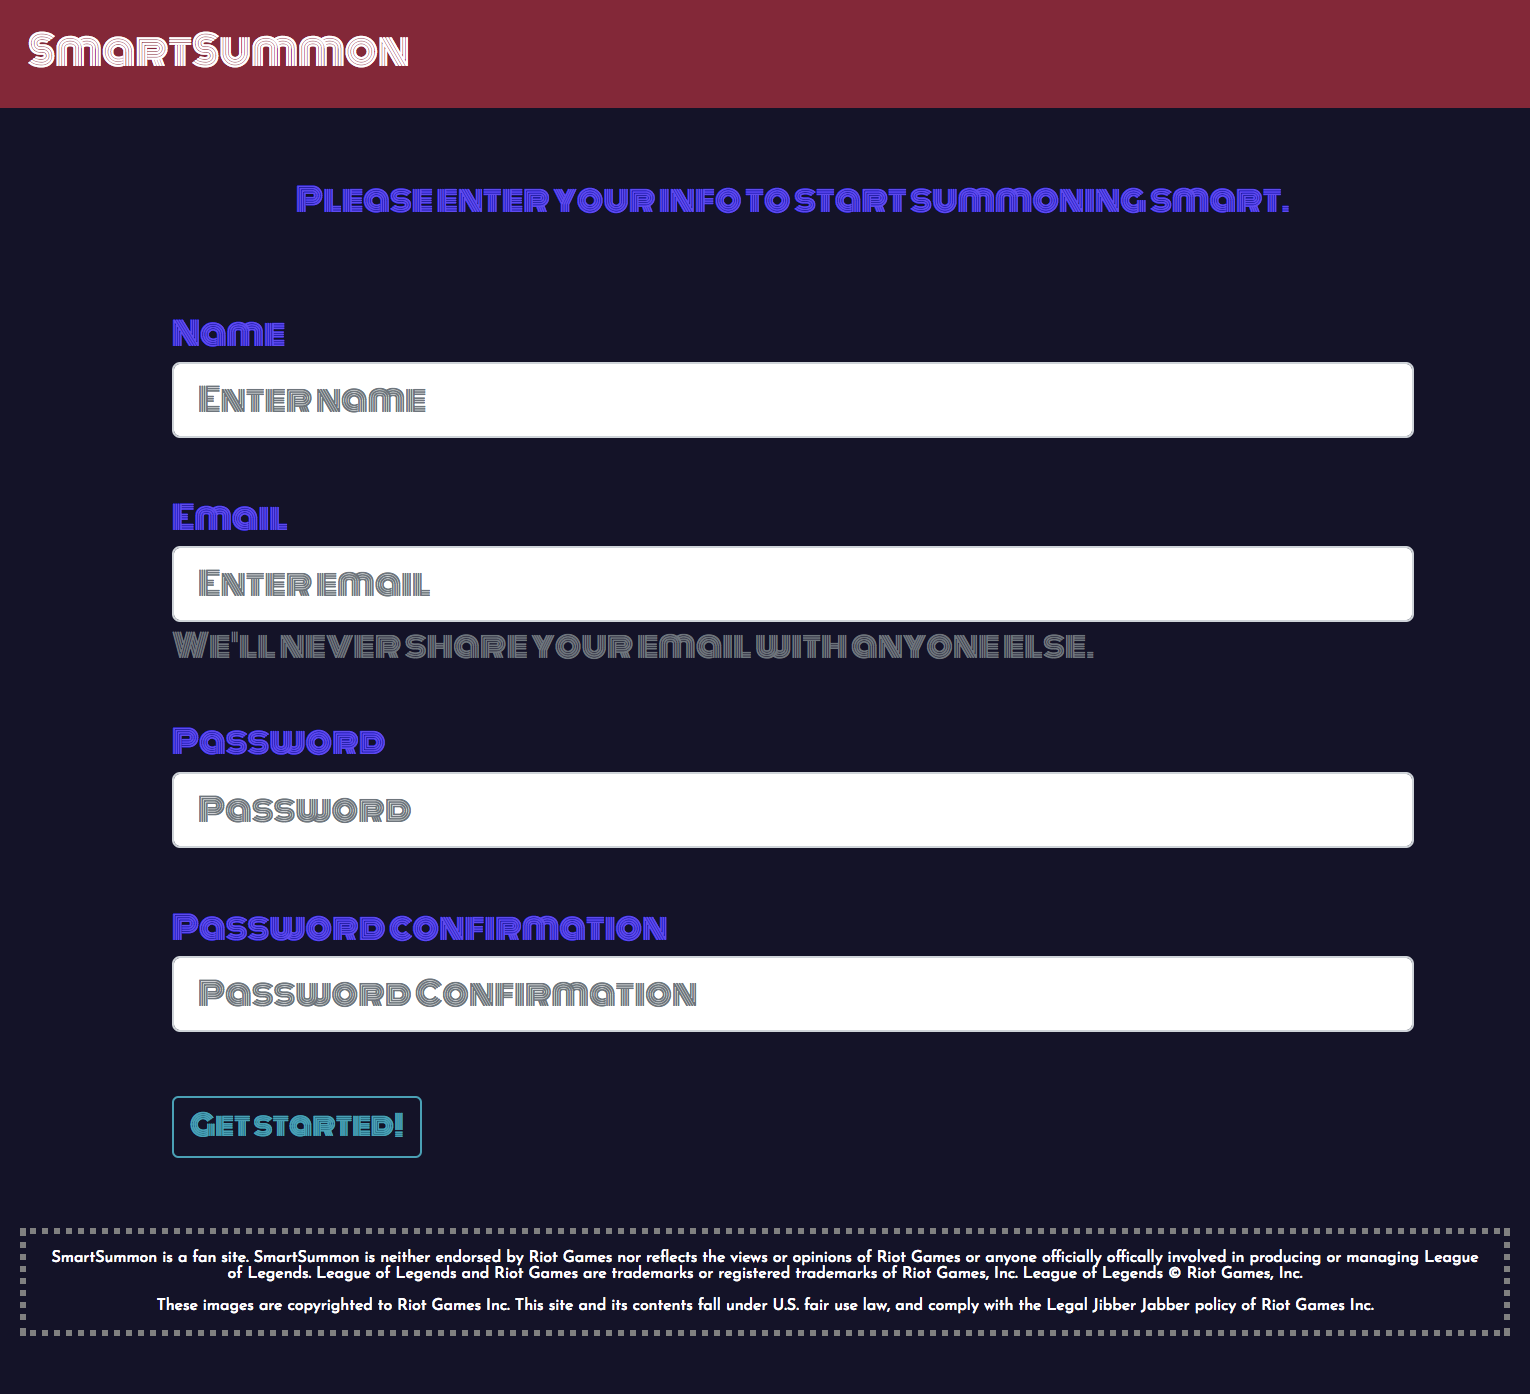 SmartSummon
Please enter your info to start summoning smart.
Name
Enter name
Email
Enter email
We'll never share your email with anyone else.
Password
Password
Password confirmation
Password Confirmation
Get started!
SmartSummon is a fan site. SmartSummon is neither endorsed by Riot Games nor reflects the views or opinions of Riot Games or anyone officially offically involved in producing or managing League
of Legends. League of Legends and Riot Games are trademarks or registered trademarks of Riot Games, Inc. League of Legends © Riot Games, Inc.
These images are copyrighted to Riot Games Inc. This site and its contents fall under U.S. fair use law, and comply with the Legal Jibber Jabber policy of Riot Games Inc.